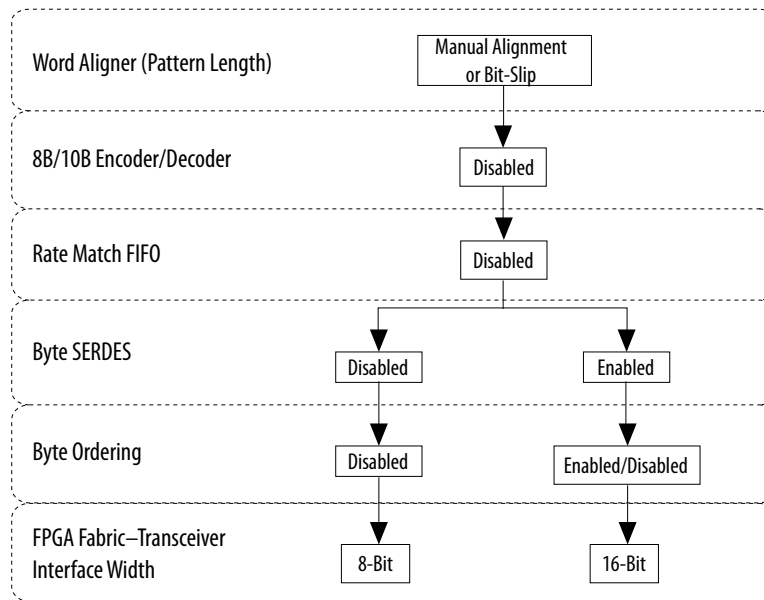 Word Aligner (Pattern Length)
Manual Alignment
or Bit-Slip
8B/10B Encoder/Decoder
Disabled
Rate Match FIFO
Disabled
Byte SERDES
Disabled
Enabled
Byte Ordering
Disabled
Enabled/Disabled
FPGA Fabric–Transceiver
Interface Width
8-Bit
16-Bit